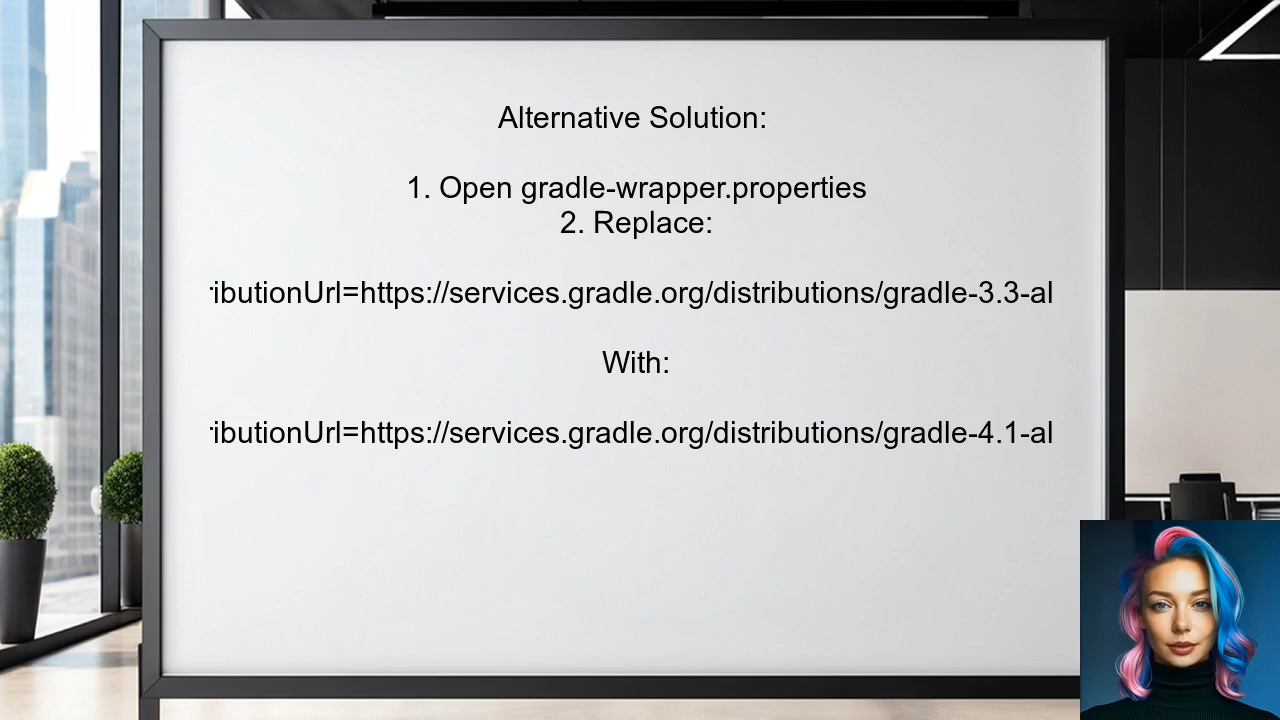 Alternative Solution:
1. Open gradle-wrapper.properties
2. Replace:
ributionUrl=https://services.gradle.org/distributions/gradle-3.3-al
With:
ributionUrl=https://services.gradle.org/distributions/gradle-4.1-al